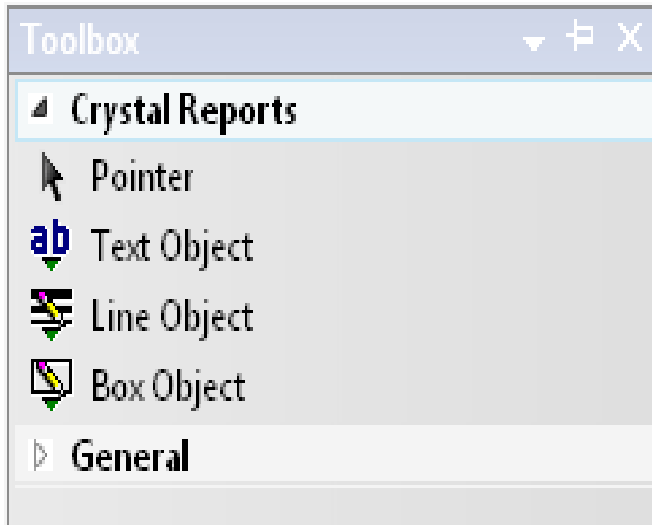 Toolbox
Crystal Reports
Pointer
ab Text Object
Line Object
Box Object
General